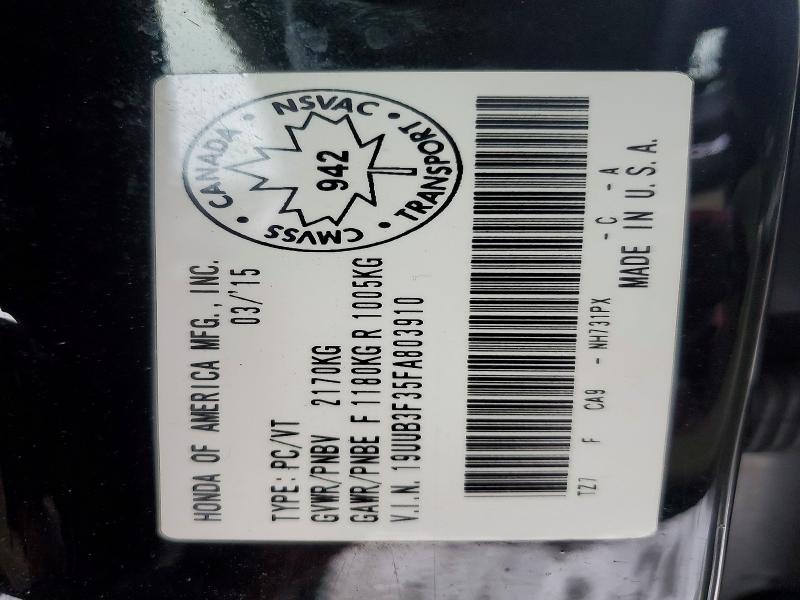 HONDA OF AMERICA MFG., INC.
03/'15
TYPE: PC/VT
GVWR/PNBV 2170KG
GAWR/PNBE F 1180KG R 1005KG
V.I.N. 19UUB3F35FA803910
CANADA • NSVAC • TRANSPORT • CMVSS •
942
TZ7 F CA9 - NH731PX - C - A
MADE IN U.S.A.